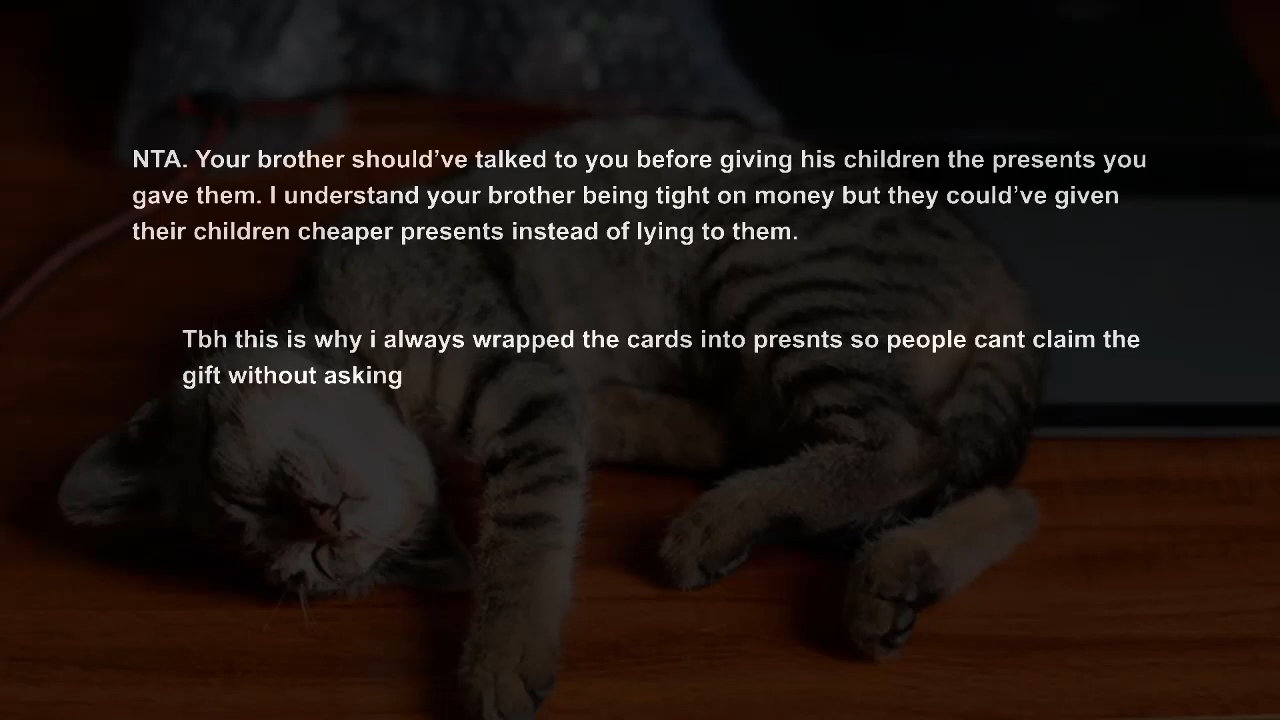 NTA. Your brother should’ve talked to you before giving his children the presents you
gave them. I understand your brother being tight on money but they could’ve given
their children cheaper presents instead of lying to them.
Tbh this is why i always wrapped the cards into presnts so people cant claim the
gift without asking